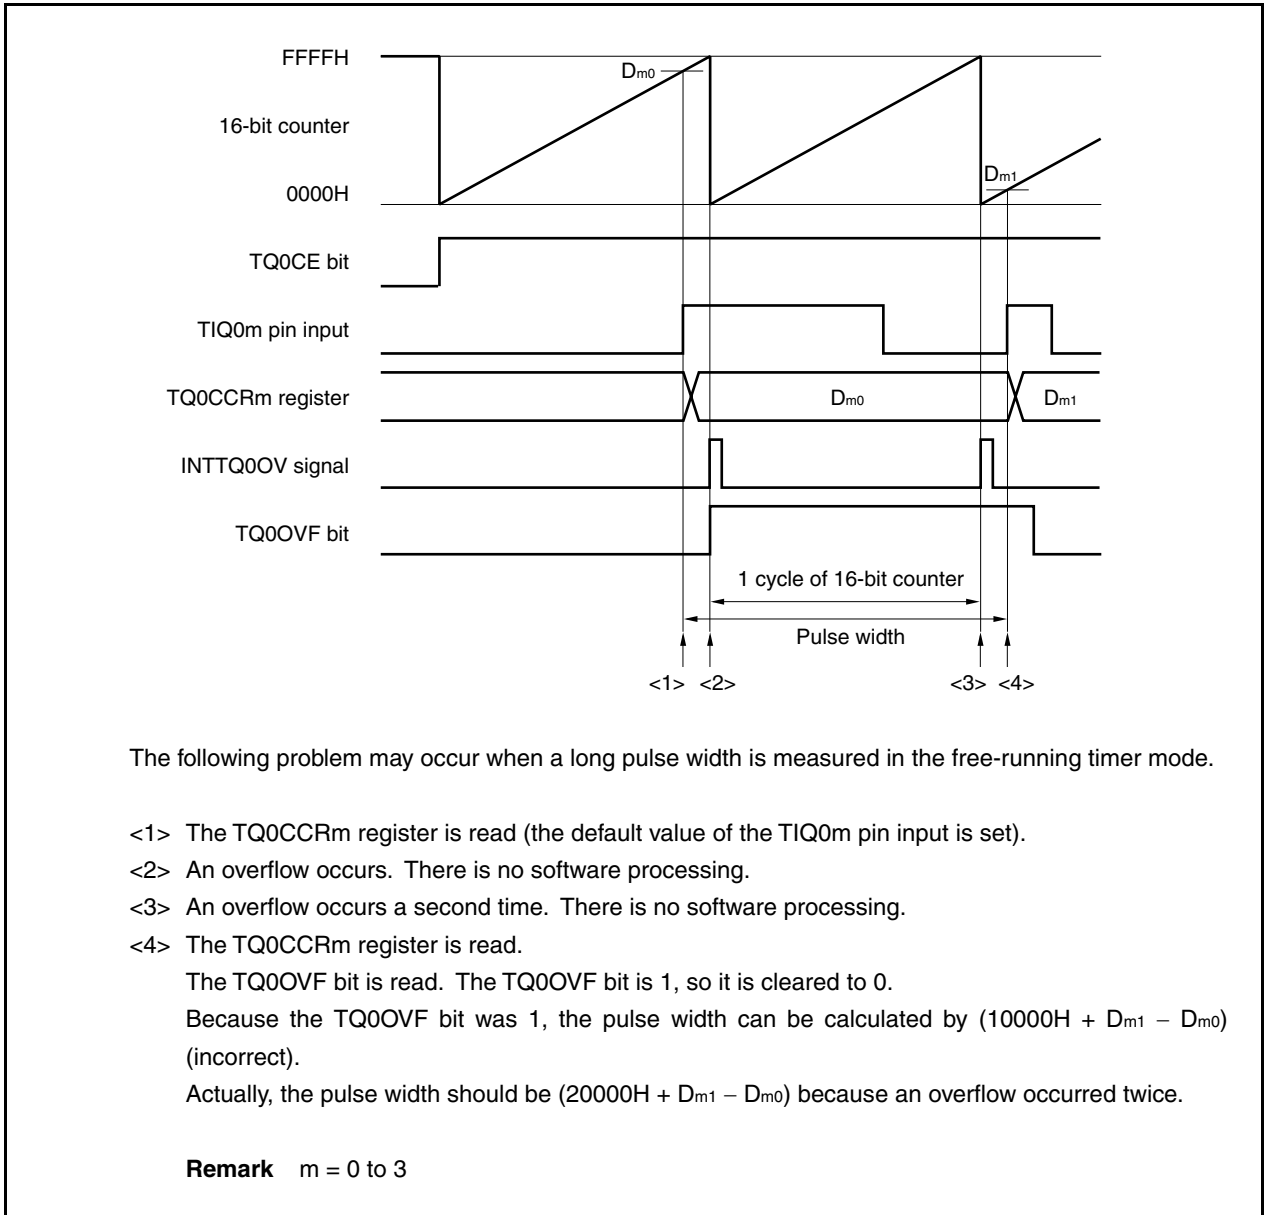 FFFFH
Dm0
16-bit counter
Dm1
0000H
TQ0CE bit
TIQ0m pin input
TQ0CCRm register
Dm0
Dm1
INTTQ0OV signal
TQ0OVF bit
1 cycle of 16-bit counter
Pulse width
<1> <2> <3> <4>
The following problem may occur when a long pulse width is measured in the free-running timer mode.
<1> The TQ0CCRm register is read (the default value of the TIQ0m pin input is set).
<2> An overflow occurs. There is no software processing.
<3> An overflow occurs a second time. There is no software processing.
<4> The TQ0CCRm register is read.
The TQ0OVF bit is read. The TQ0OVF bit is 1, so it is cleared to 0.
Because the TQ0OVF bit was 1, the pulse width can be calculated by (10000H + Dm1 – Dm0)
(incorrect).
Actually, the pulse width should be (20000H + Dm1 – Dm0) because an overflow occurred twice.
Remark m = 0 to 3